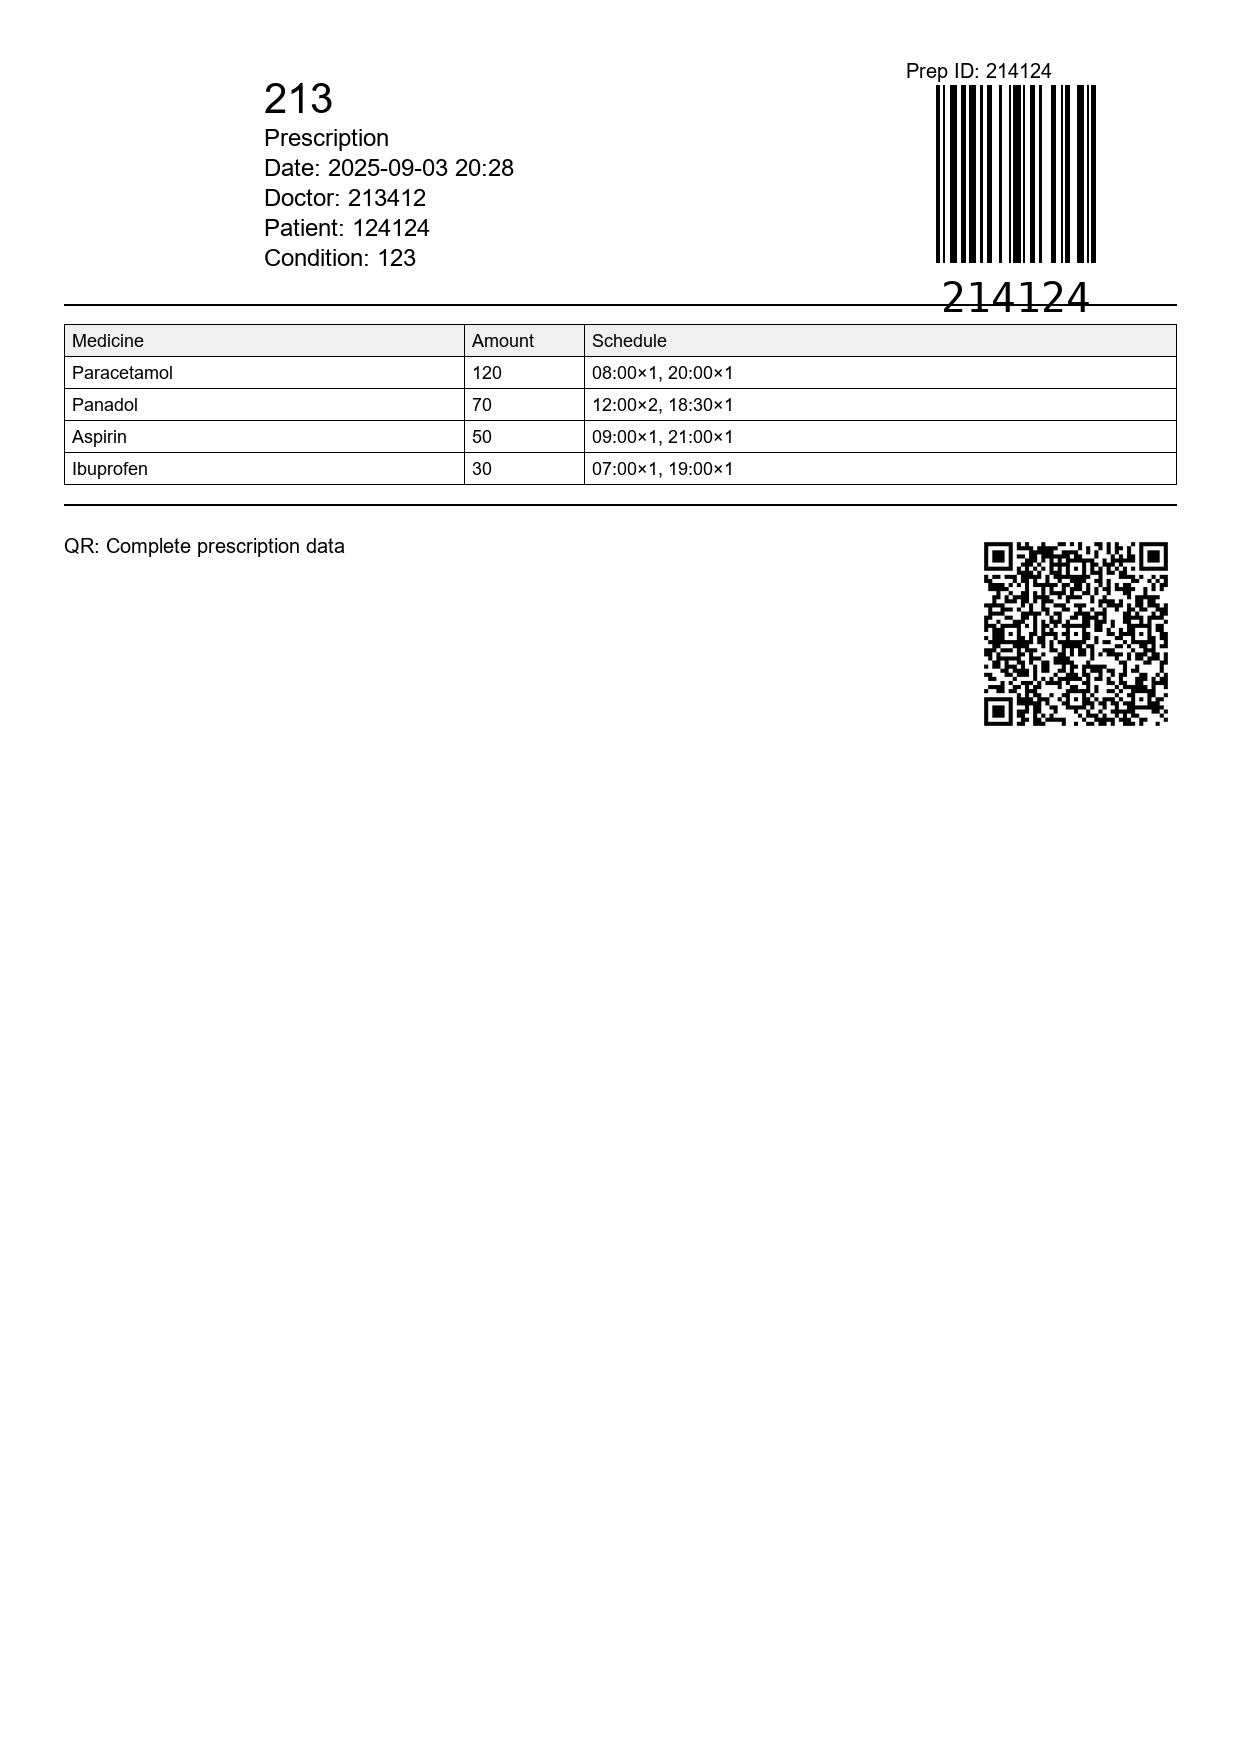 Prep ID: 214124
213
Prescription
Date: 2025-09-03 20:28
Doctor: 213412
Patient: 124124
Condition: 123
214124
Medicine Amount Schedule
Paracetamol 120 08:00×1, 20:00×1
Panadol 70 12:00×2, 18:30×1
Aspirin 50 09:00×1, 21:00×1
Ibuprofen 30 07:00×1, 19:00×1
QR: Complete prescription data